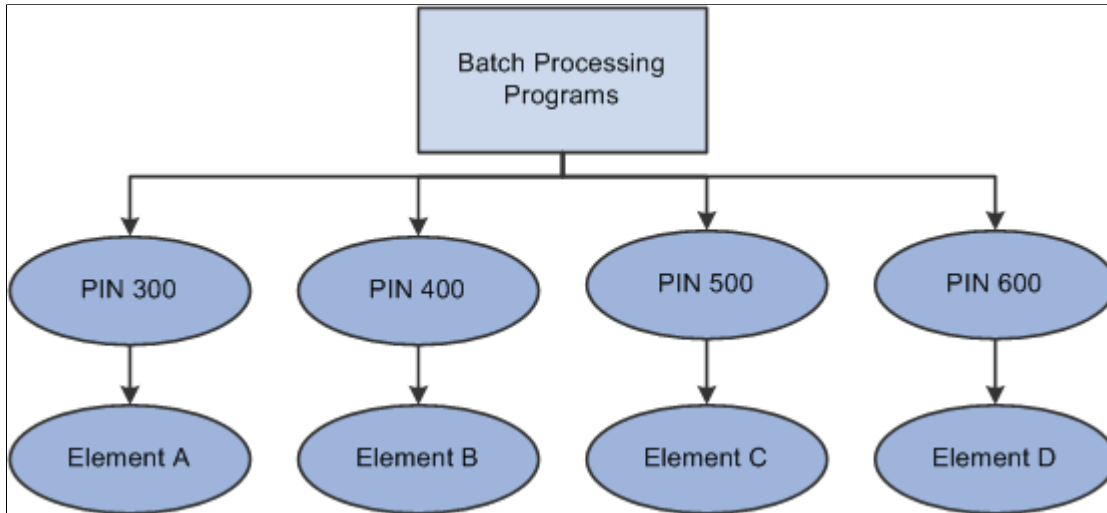 Batch Processing
Programs
PIN 300
PIN 400
PIN 500
PIN 600
Element A
Element B
Element C
Element D